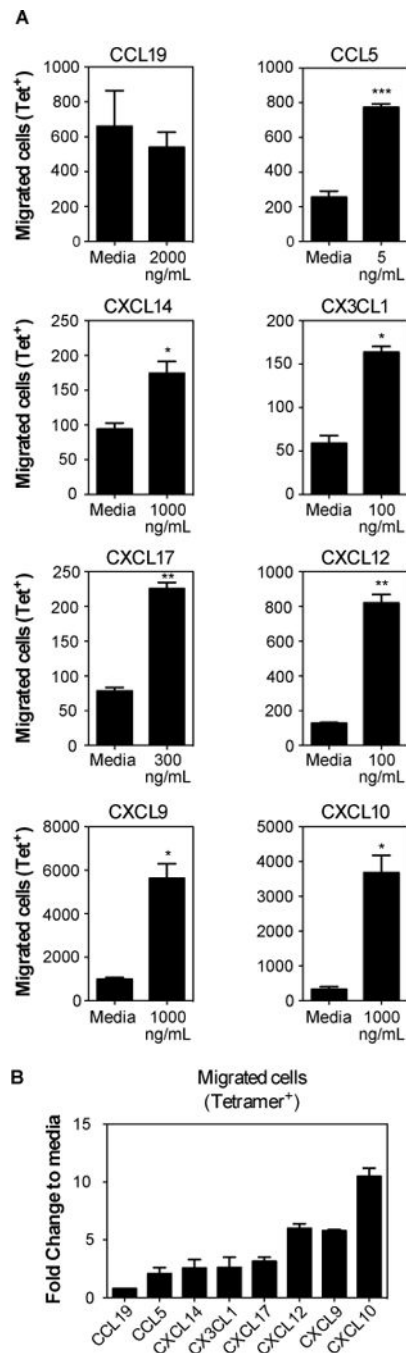 A
CCL19
Migrated cells (Tet+)
1000
800
600
400
200
0
Media
2000
ng/mL
CCL5
1000
800
600
400
200
0
***
Media
5
ng/mL
CXCL14
Migrated cells (Tet+)
250
200
150
100
50
0
*
Media
1000
ng/mL
CX3CL1
200
150
100
50
0
*
Media
100
ng/mL
CXCL17
Migrated cells (Tet+)
250
200
150
100
50
0
**
Media
300
ng/mL
CXCL12
1000
800
600
400
200
0
**
Media
100
ng/mL
CXCL9
Migrated cells (Tet+)
8000
6000
4000
2000
0
*
Media
1000
ng/mL
CXCL10
5000
4000
3000
2000
1000
0
*
Media
1000
ng/mL
B
Migrated cells
(Tetramer+)
Fold Change to media
15
10
5
0
CCL19
CCL5
CXCL14
CX3CL1
CXCL17
CXCL12
CXCL9
CXCL10